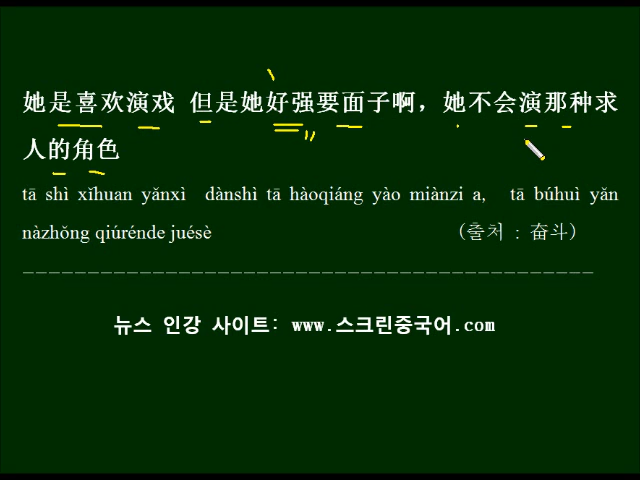 她是喜欢演戏 但是她好强要面子啊，她不会演那种求
人的角色
tā shì xǐhuan yǎnxì dànshì tā hàoqiáng yào miànzi a, tā búhuì yǎn
nàzhǒng qiúrénde juésè (출처 : 奋斗)
뉴스 인강 사이트: www.스크린중국어.com